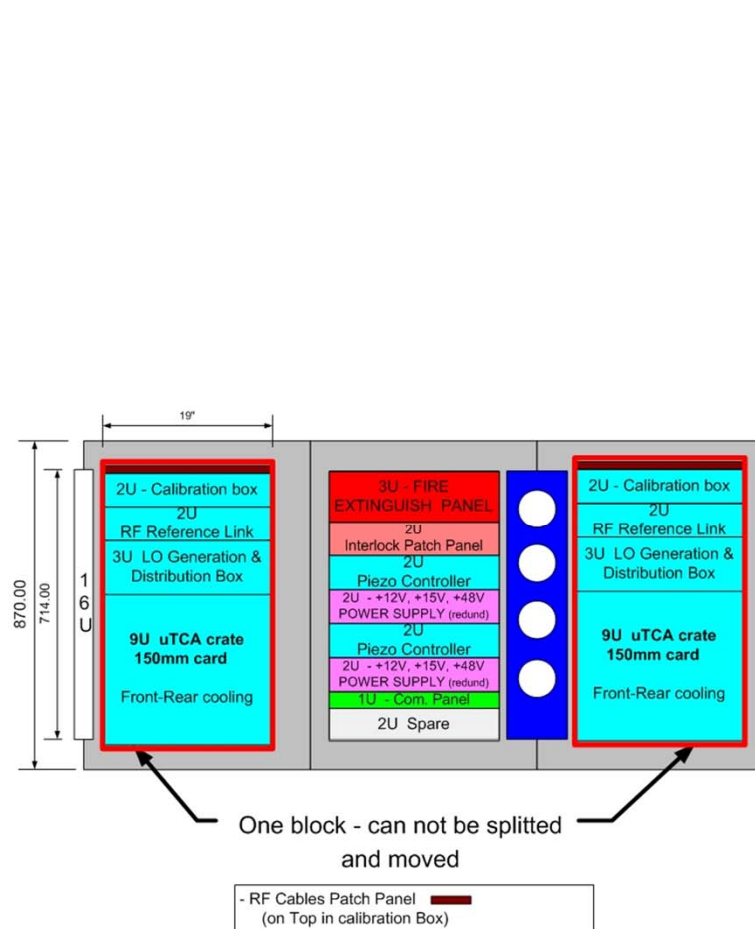 19"
870.00
714.00
1
6
U
2U - Calibration box
2U
RF Reference Link
3U LO Generation &
Distribution Box
9U uTCA crate
150mm card
Front-Rear cooling
3U - FIRE
EXTINGUISH PANEL
2U
Interlock Patch Panel
2U
Piezo Controller
2U - +12V, +15V, +48V
POWER SUPPLY (redund)
2U
Piezo Controller
2U - +12V, +15V, +48V
POWER SUPPLY (redund)
1U - Com. Panel
2U Spare
2U - Calibration box
2U
RF Reference Link
3U LO Generation &
Distribution Box
9U uTCA crate
150mm card
Front-Rear cooling
One block - can not be splitted
and moved
- RF Cables Patch Panel
(on Top in calibration Box)